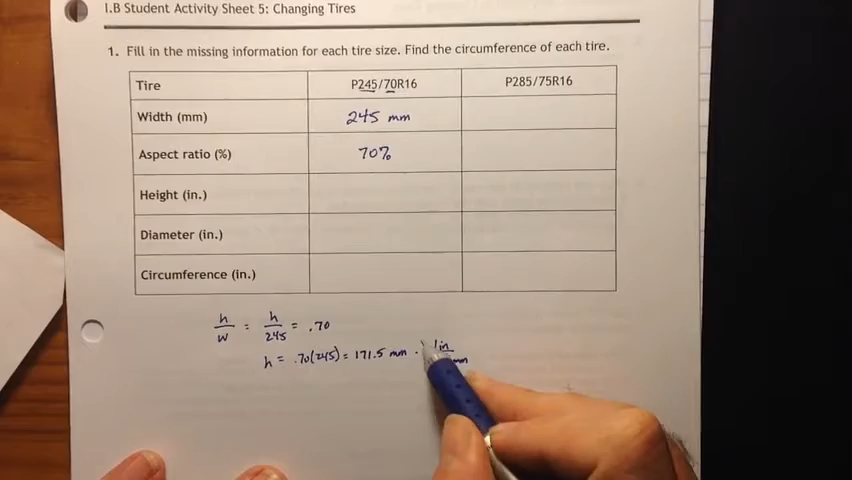 I.B Student Activity Sheet 5: Changing Tires
1. Fill in the missing information for each tire size. Find the circumference of each tire.
Tire P245/70R16 P285/75R16
Width (mm) 245 mm
Aspect ratio (%) 70%
Height (in.)
Diameter (in.)
Circumference (in.)
h/w = h/245 = .70
h = .70(245) = 171.5 mm · 1in/mm